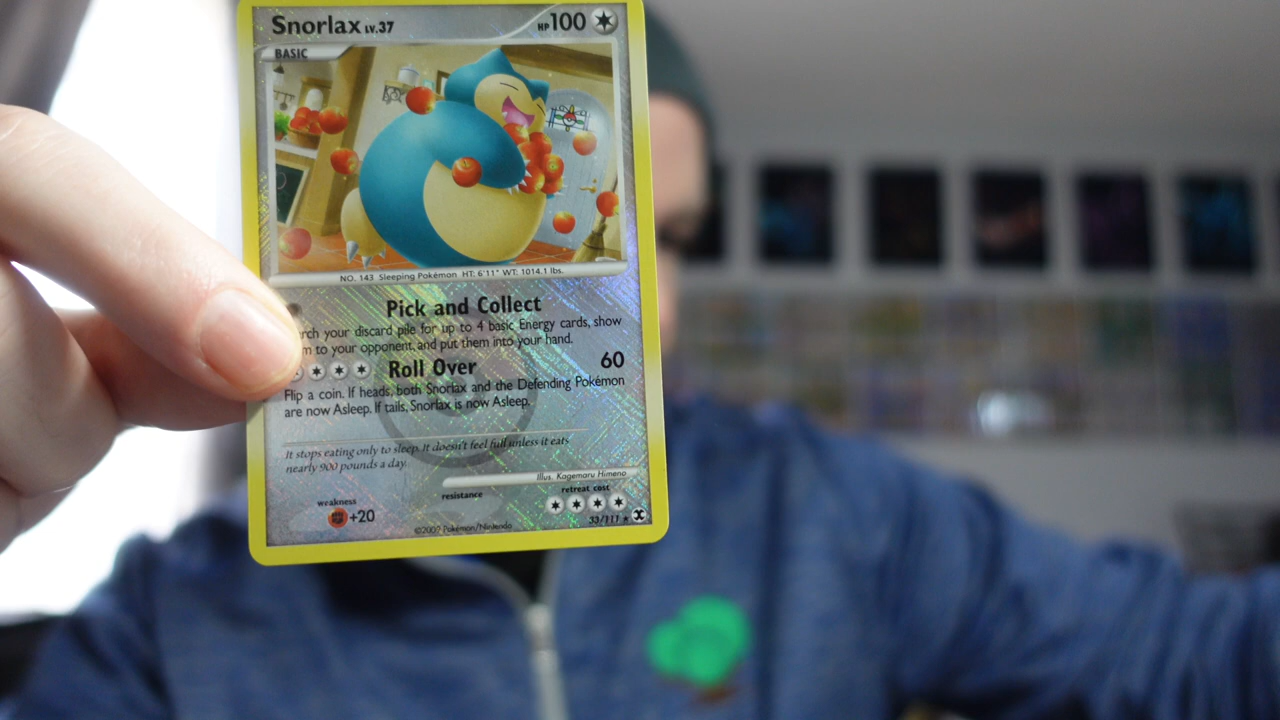 Snorlax LV.37 HP 100
BASIC
NO. 143 Sleeping Pokémon HT: 6'11" WT: 1014.1 lbs.
Pick and Collect
rch your discard pile for up to 4 basic Energy cards, show
m to your opponent, and put them into your hand.
Roll Over 60
Flip a coin. If heads, both Snorlax and the Defending Pokémon
are now Asleep. If tails, Snorlax is now Asleep.
It stops eating only to sleep. It doesn't feel full unless it eats
nearly 900 pounds a day.
Illus. Kagemaru Himeno
weakness resistance retreat cost
+20
©2009 Pokémon/Nintendo 33/111